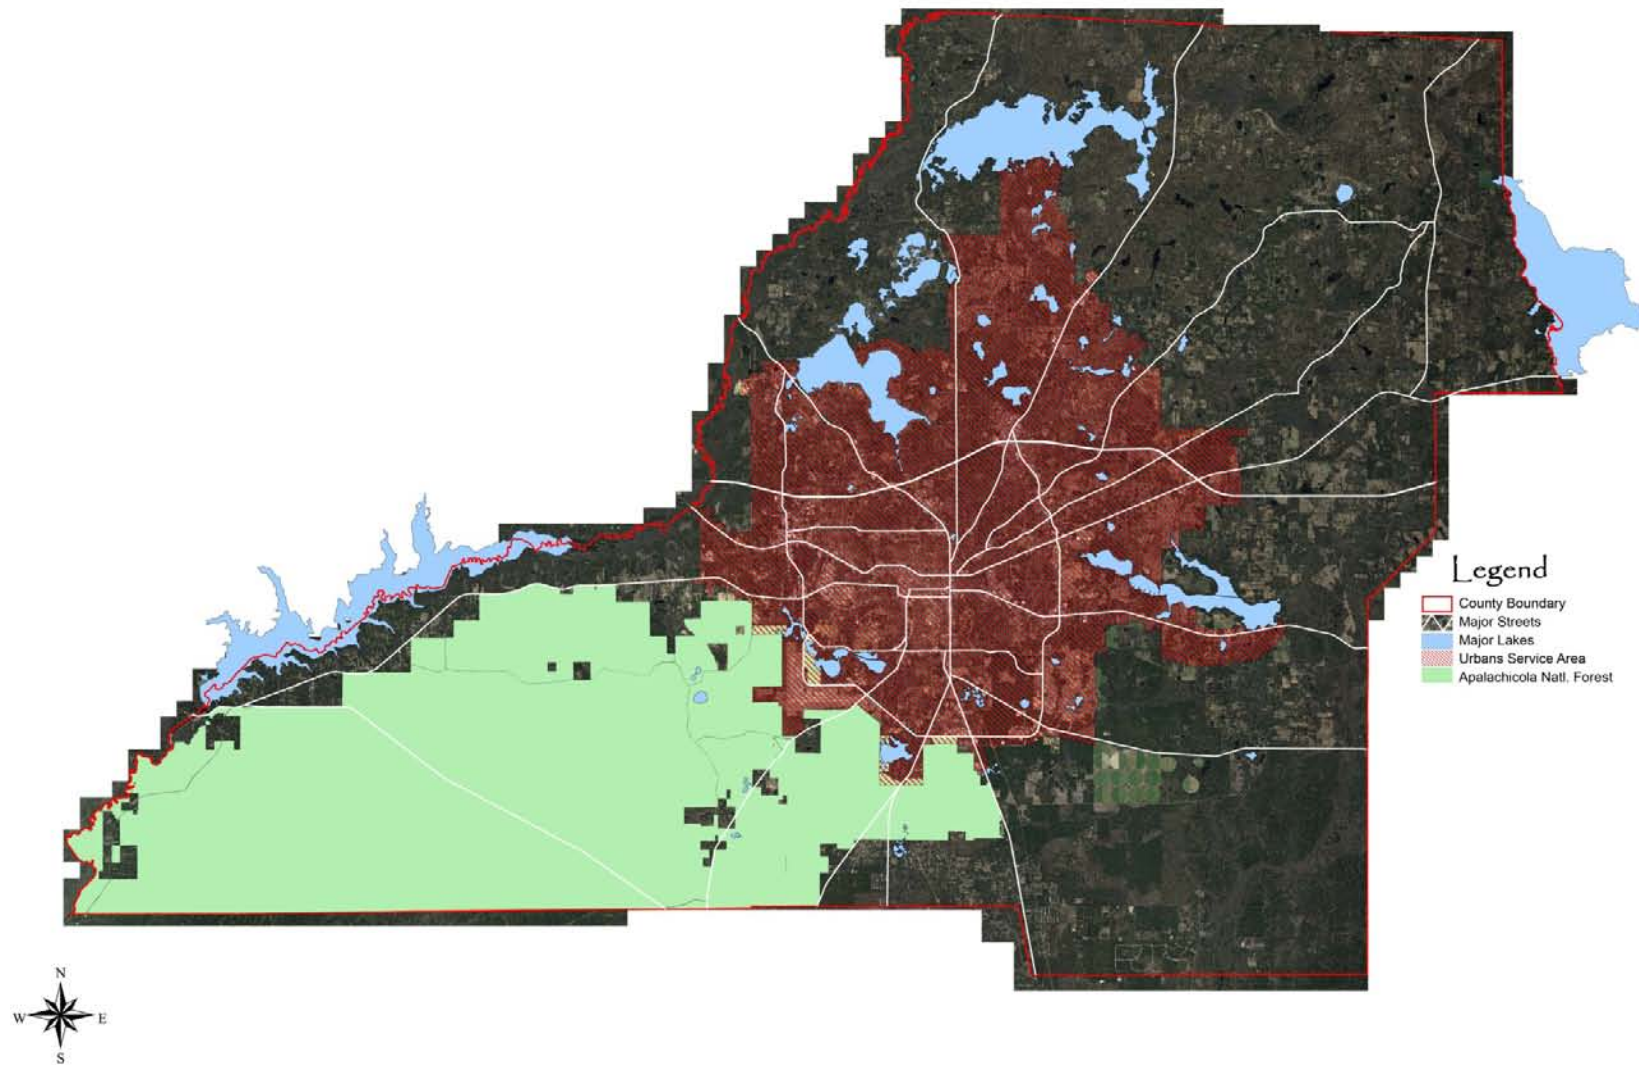 Legend
County Boundary
Major Streets
Major Lakes
Urbans Service Area
Apalachicola Natl. Forest
N
W E
S